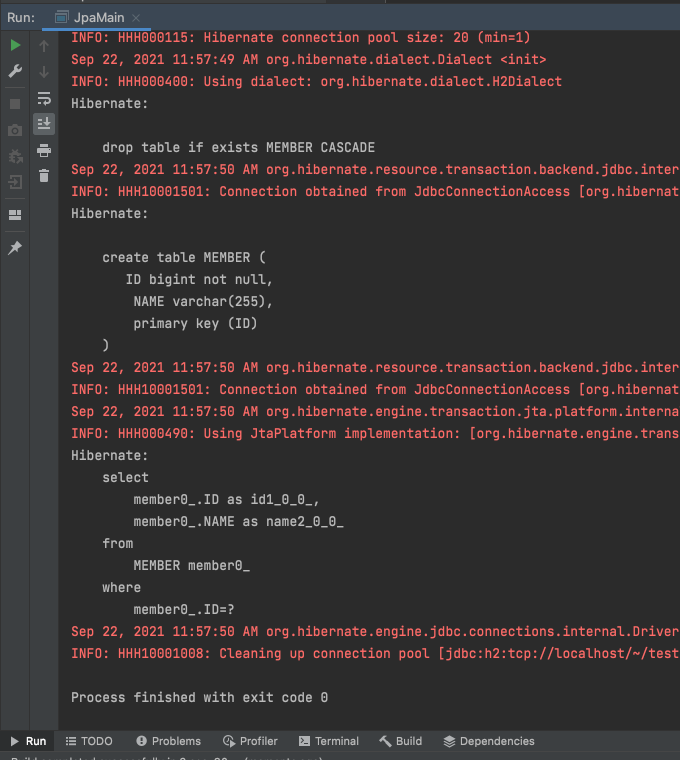 Run: JpaMain
INFO: HHH000115: Hibernate connection pool size: 20 (min=1)
Sep 22, 2021 11:57:49 AM org.hibernate.dialect.Dialect <init>
INFO: HHH000400: Using dialect: org.hibernate.dialect.H2Dialect
Hibernate:
drop table if exists MEMBER CASCADE
Sep 22, 2021 11:57:50 AM org.hibernate.resource.transaction.backend.jdbc.inter
INFO: HHH10001501: Connection obtained from JdbcConnectionAccess [org.hibernat
Hibernate:
create table MEMBER (
ID bigint not null,
NAME varchar(255),
primary key (ID)
)
Sep 22, 2021 11:57:50 AM org.hibernate.resource.transaction.backend.jdbc.inter
INFO: HHH10001501: Connection obtained from JdbcConnectionAccess [org.hibernat
Sep 22, 2021 11:57:50 AM org.hibernate.engine.transaction.jta.platform.interna
INFO: HHH000490: Using JtaPlatform implementation: [org.hibernate.engine.trans
Hibernate:
select
member0_.ID as id1_0_0_,
member0_.NAME as name2_0_0_
from
MEMBER member0_
where
member0_.ID=?
Sep 22, 2021 11:57:50 AM org.hibernate.engine.jdbc.connections.internal.Driver
INFO: HHH10001008: Cleaning up connection pool [jdbc:h2:tcp://localhost/~/test
Process finished with exit code 0
Run TODO Problems Profiler Terminal Build Dependencies